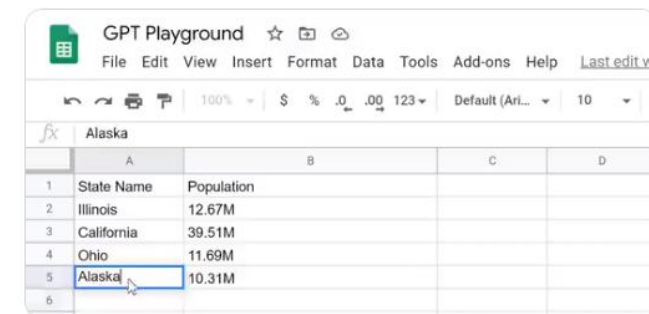 GPT Playground
File Edit View Insert Format Data Tools Add-ons Help Last edit w
100% $ % .0 .00 123 Default (Ari... 10
fx Alaska
A B C D
1 State Name Population
2 Illinois 12.67M
3 California 39.51M
4 Ohio 11.69M
5 Alaska 10.31M
6